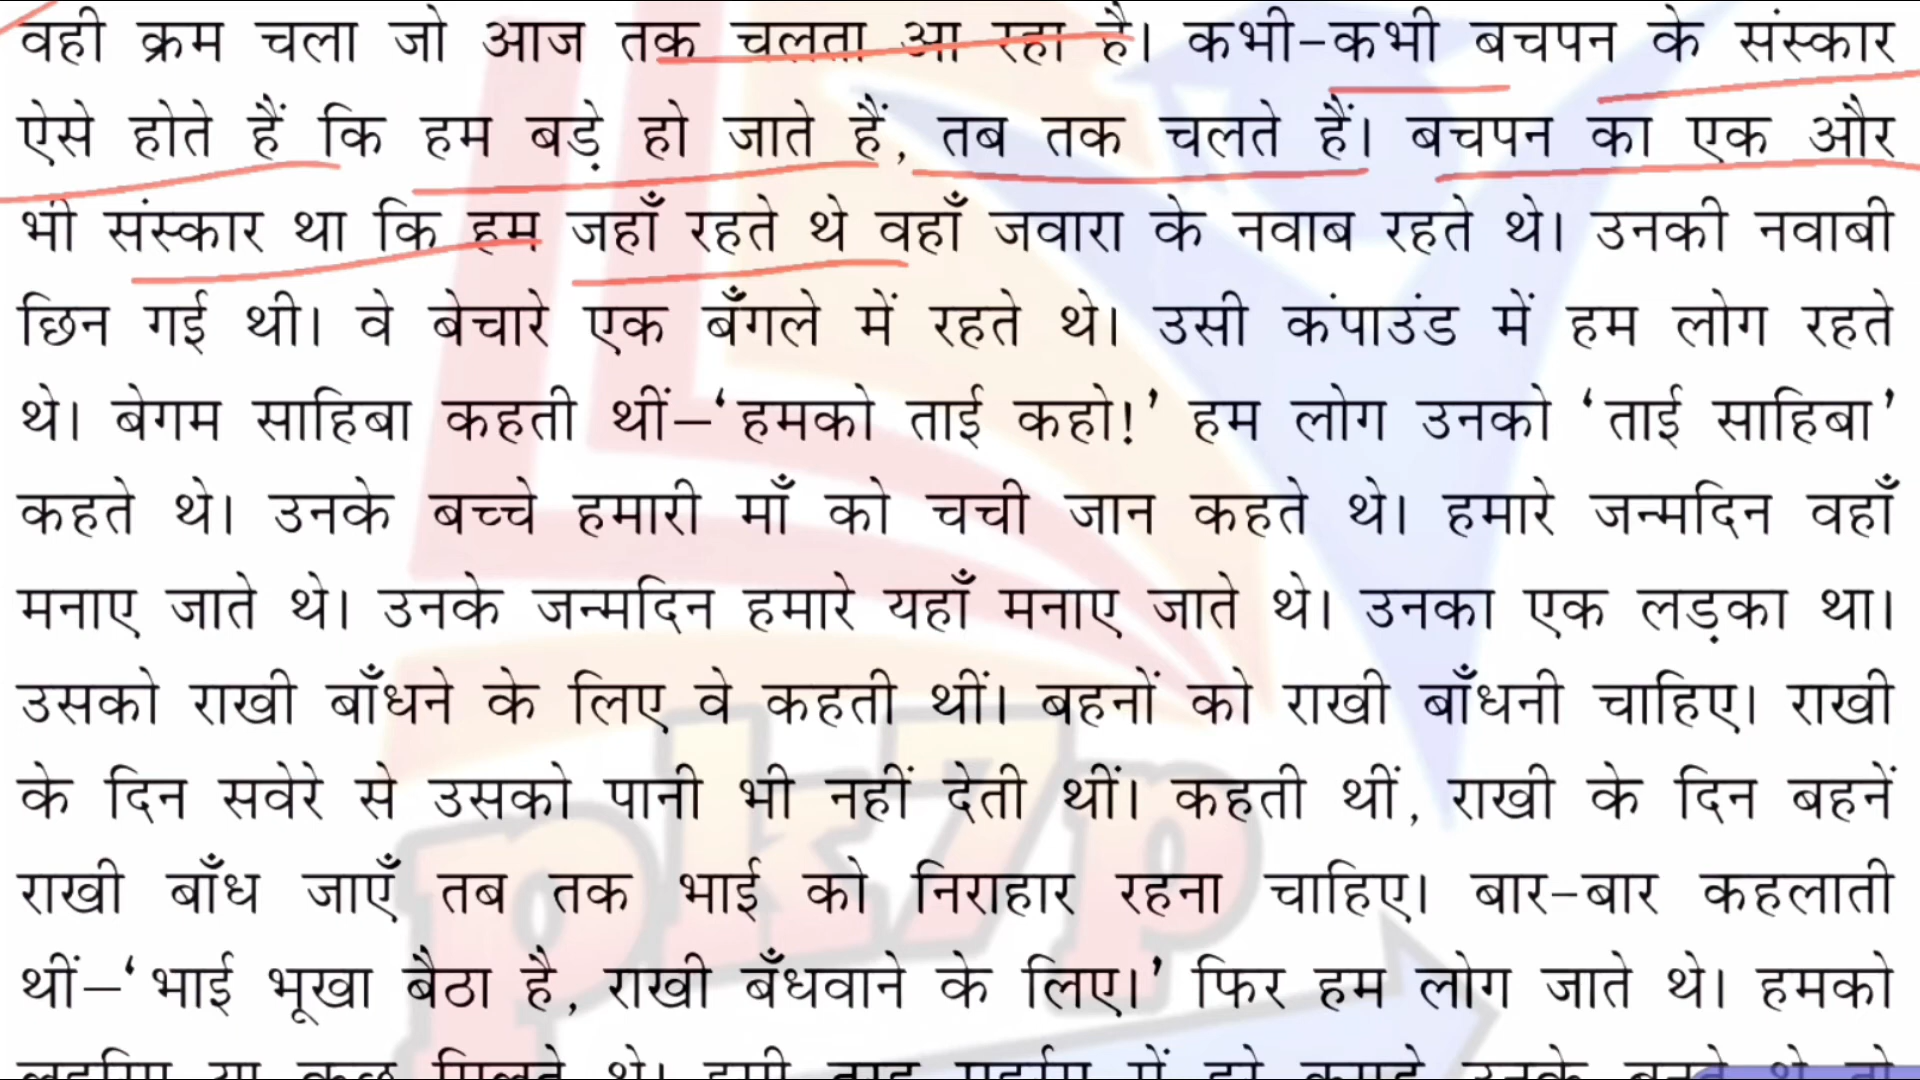 वही क्रम चला जो आज तक चलता आ रहा है। कभी-कभी बचपन के संस्कार
ऐसे होते हैं कि हम बड़े हो जाते हैं, तब तक चलते हैं। बचपन का एक और
भी संस्कार था कि हम जहाँ रहते थे वहाँ जवारा के नवाब रहते थे। उनकी नवाबी
छिन गई थी। वे बेचारे एक बँगले में रहते थे। उसी कंपाउंड में हम लोग रहते
थे। बेगम साहिबा कहती थीं–‘हमको ताई कहो!’ हम लोग उनको ‘ताई साहिबा’
कहते थे। उनके बच्चे हमारी माँ को चची जान कहते थे। हमारे जन्मदिन वहाँ
मनाए जाते थे। उनके जन्मदिन हमारे यहाँ मनाए जाते थे। उनका एक लड़का था।
उसको राखी बाँधने के लिए वे कहती थीं। बहनों को राखी बाँधनी चाहिए। राखी
के दिन सवेरे से उसको पानी भी नहीं देती थीं। कहती थीं, राखी के दिन बहनें
राखी बाँध जाएँ तब तक भाई को निराहार रहना चाहिए। बार-बार कहलाती
थीं–‘भाई भूखा बैठा है, राखी बँधवाने के लिए।’ फिर हम लोग जाते थे। हमको
pk7p